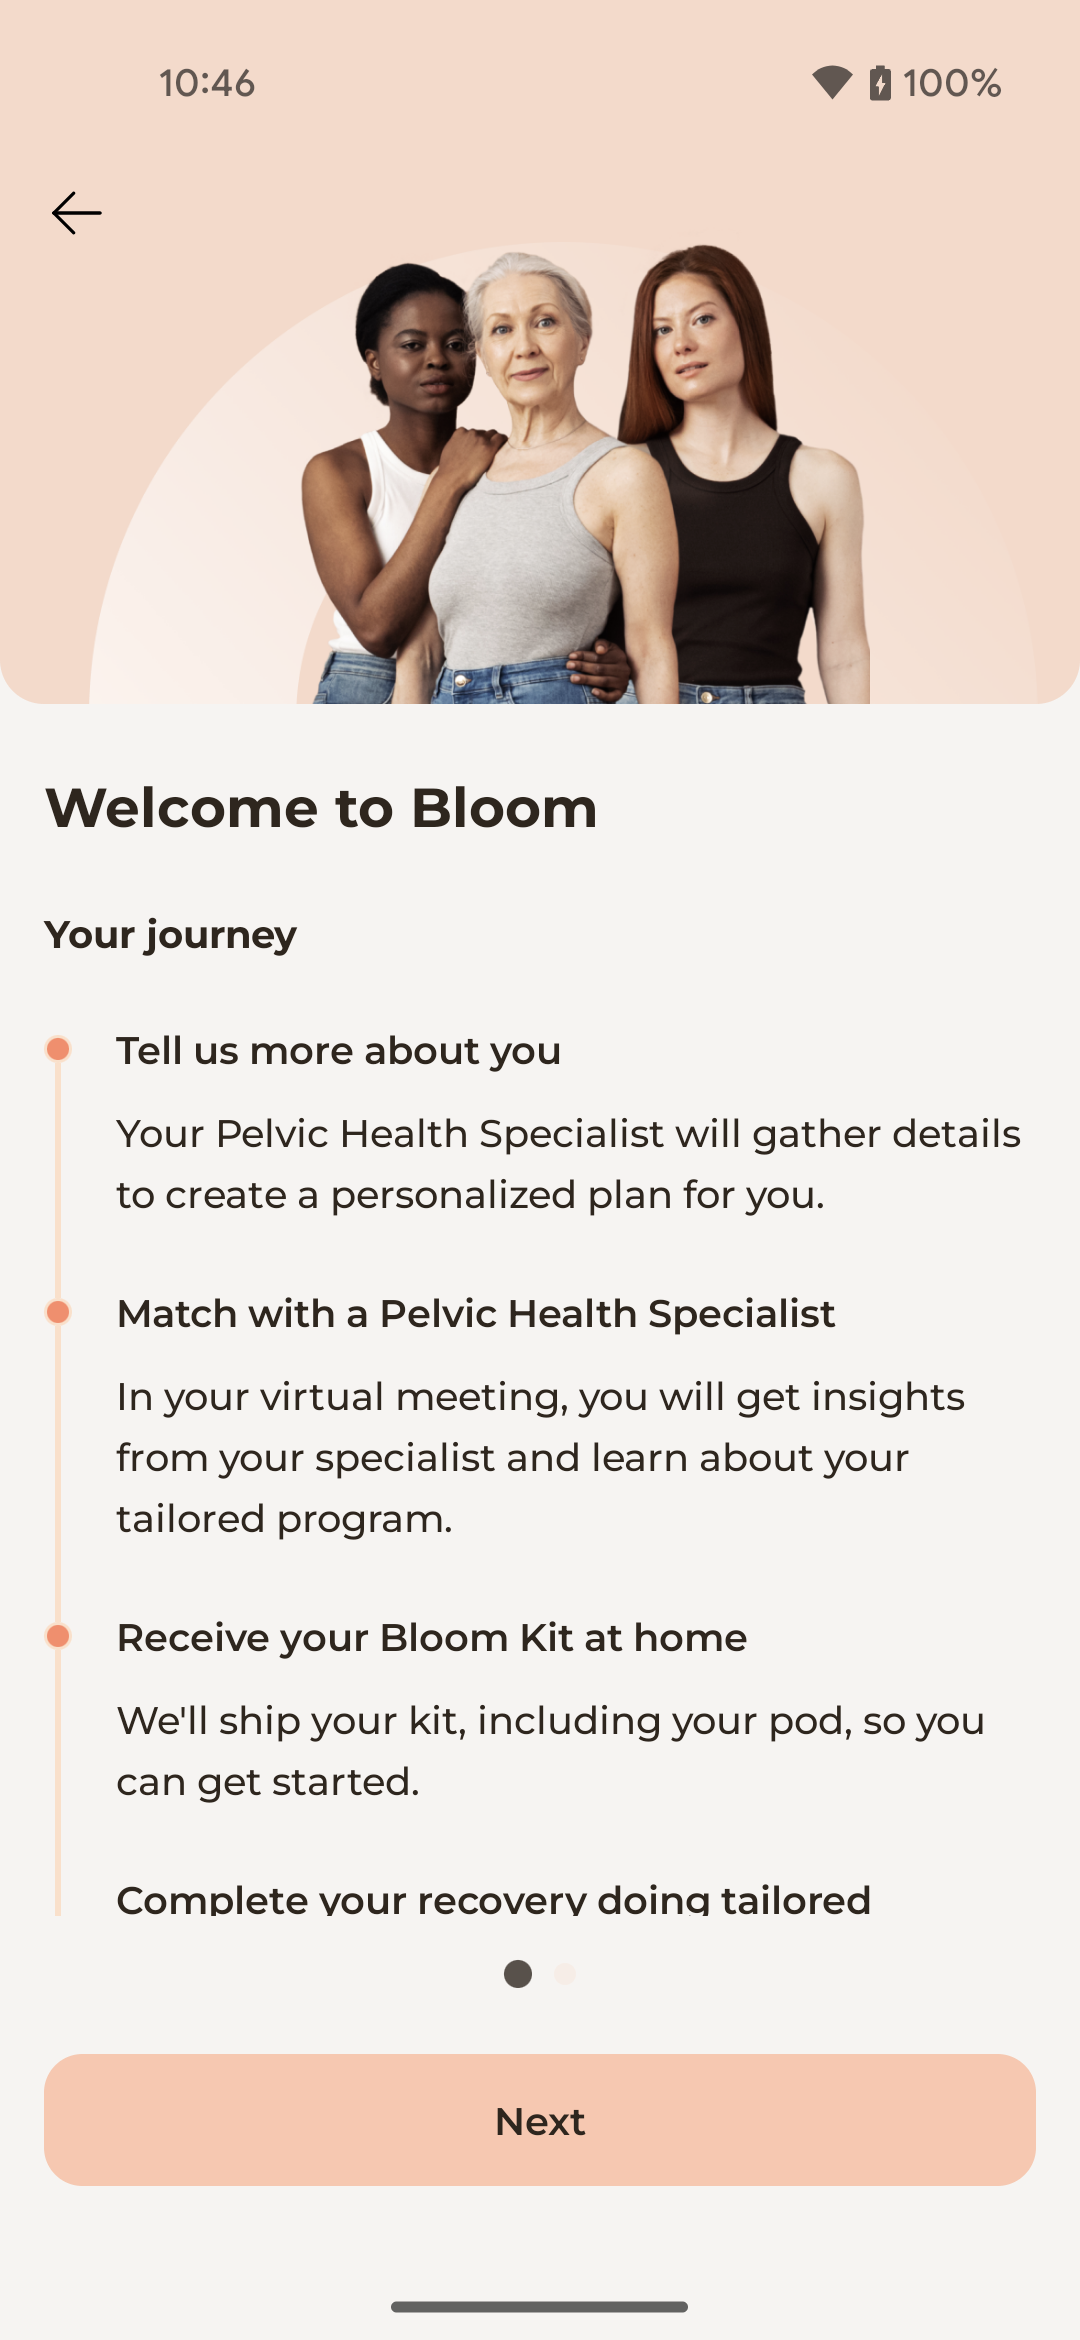 10:46
100%
Welcome to Bloom
Your journey
Tell us more about you
Your Pelvic Health Specialist will gather details
to create a personalized plan for you.
Match with a Pelvic Health Specialist
In your virtual meeting, you will get insights
from your specialist and learn about your
tailored program.
Receive your Bloom Kit at home
We'll ship your kit, including your pod, so you
can get started.
Complete your recovery doing tailored
Next